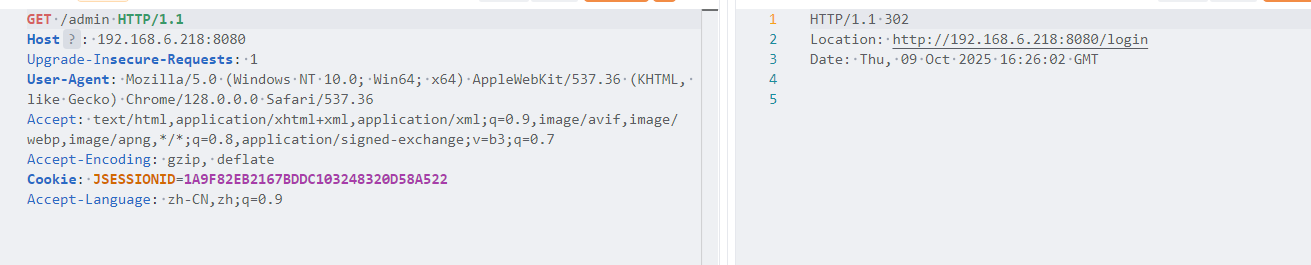 GET /admin HTTP/1.1
Host ? : 192.168.6.218:8080
Upgrade-Insecure-Requests: 1
User-Agent: Mozilla/5.0 (Windows NT 10.0; Win64; x64) AppleWebKit/537.36 (KHTML,
like Gecko) Chrome/128.0.0.0 Safari/537.36
Accept: text/html,application/xhtml+xml,application/xml;q=0.9,image/avif,image/
webp,image/apng,*/*;q=0.8,application/signed-exchange;v=b3;q=0.7
Accept-Encoding: gzip, deflate
Cookie: JSESSIONID=1A9F82EB2167BDDC103248320D58A522
Accept-Language: zh-CN,zh;q=0.9
1 HTTP/1.1 302
2 Location: http://192.168.6.218:8080/login
3 Date: Thu, 09 Oct 2025 16:26:02 GMT
4
5